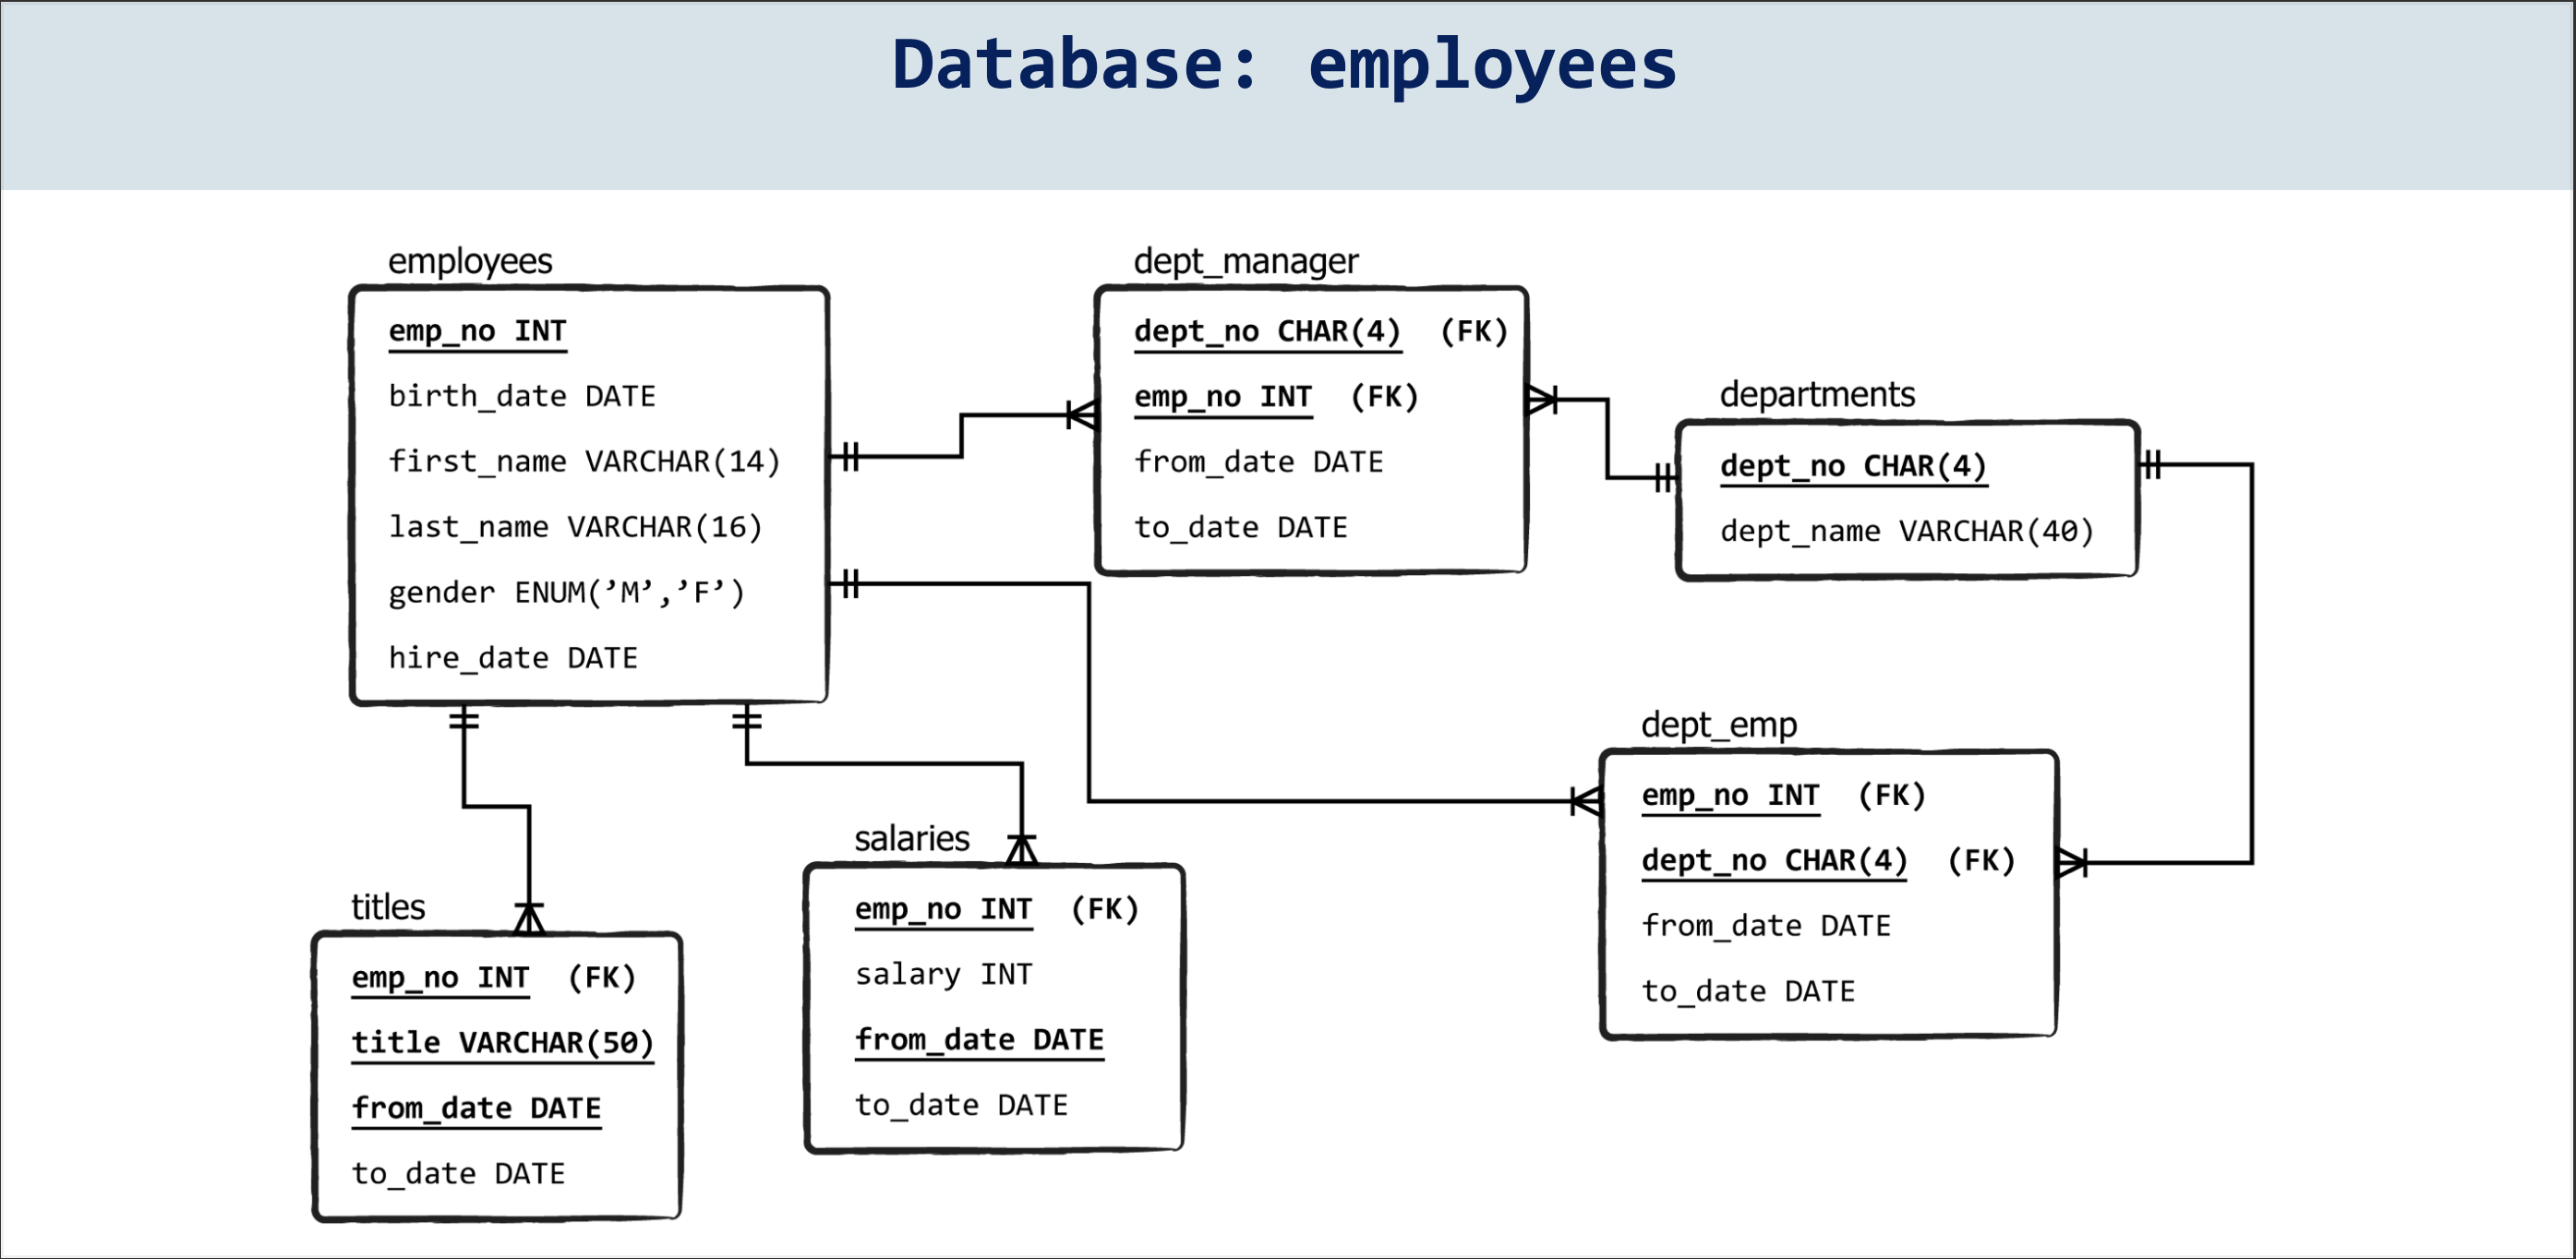 Database: employees
employees
emp_no INT
birth_date DATE
first_name VARCHAR(14)
last_name VARCHAR(16)
gender ENUM(’M’,’F’)
hire_date DATE
dept_manager
dept_no CHAR(4) (FK)
emp_no INT (FK)
from_date DATE
to_date DATE
departments
dept_no CHAR(4)
dept_name VARCHAR(40)
dept_emp
emp_no INT (FK)
dept_no CHAR(4) (FK)
from_date DATE
to_date DATE
salaries
emp_no INT (FK)
salary INT
from_date DATE
to_date DATE
titles
emp_no INT (FK)
title VARCHAR(50)
from_date DATE
to_date DATE